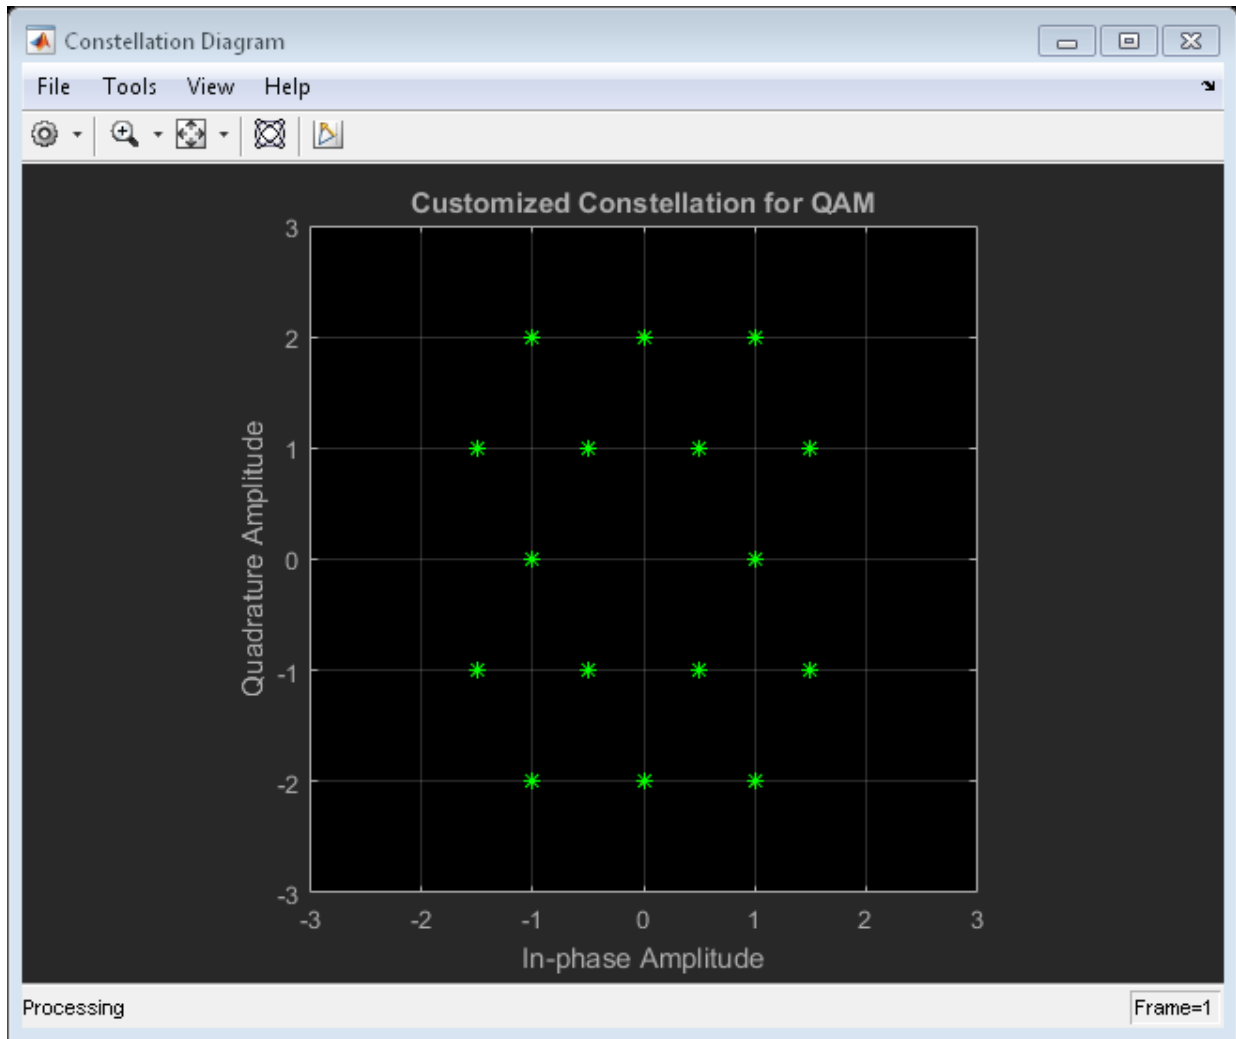 Constellation Diagram
File Tools View Help
Customized Constellation for QAM
3
2
1
0
-1
-2
-3
Quadrature Amplitude
-3 -2 -1 0 1 2 3
In-phase Amplitude
Processing Frame=1